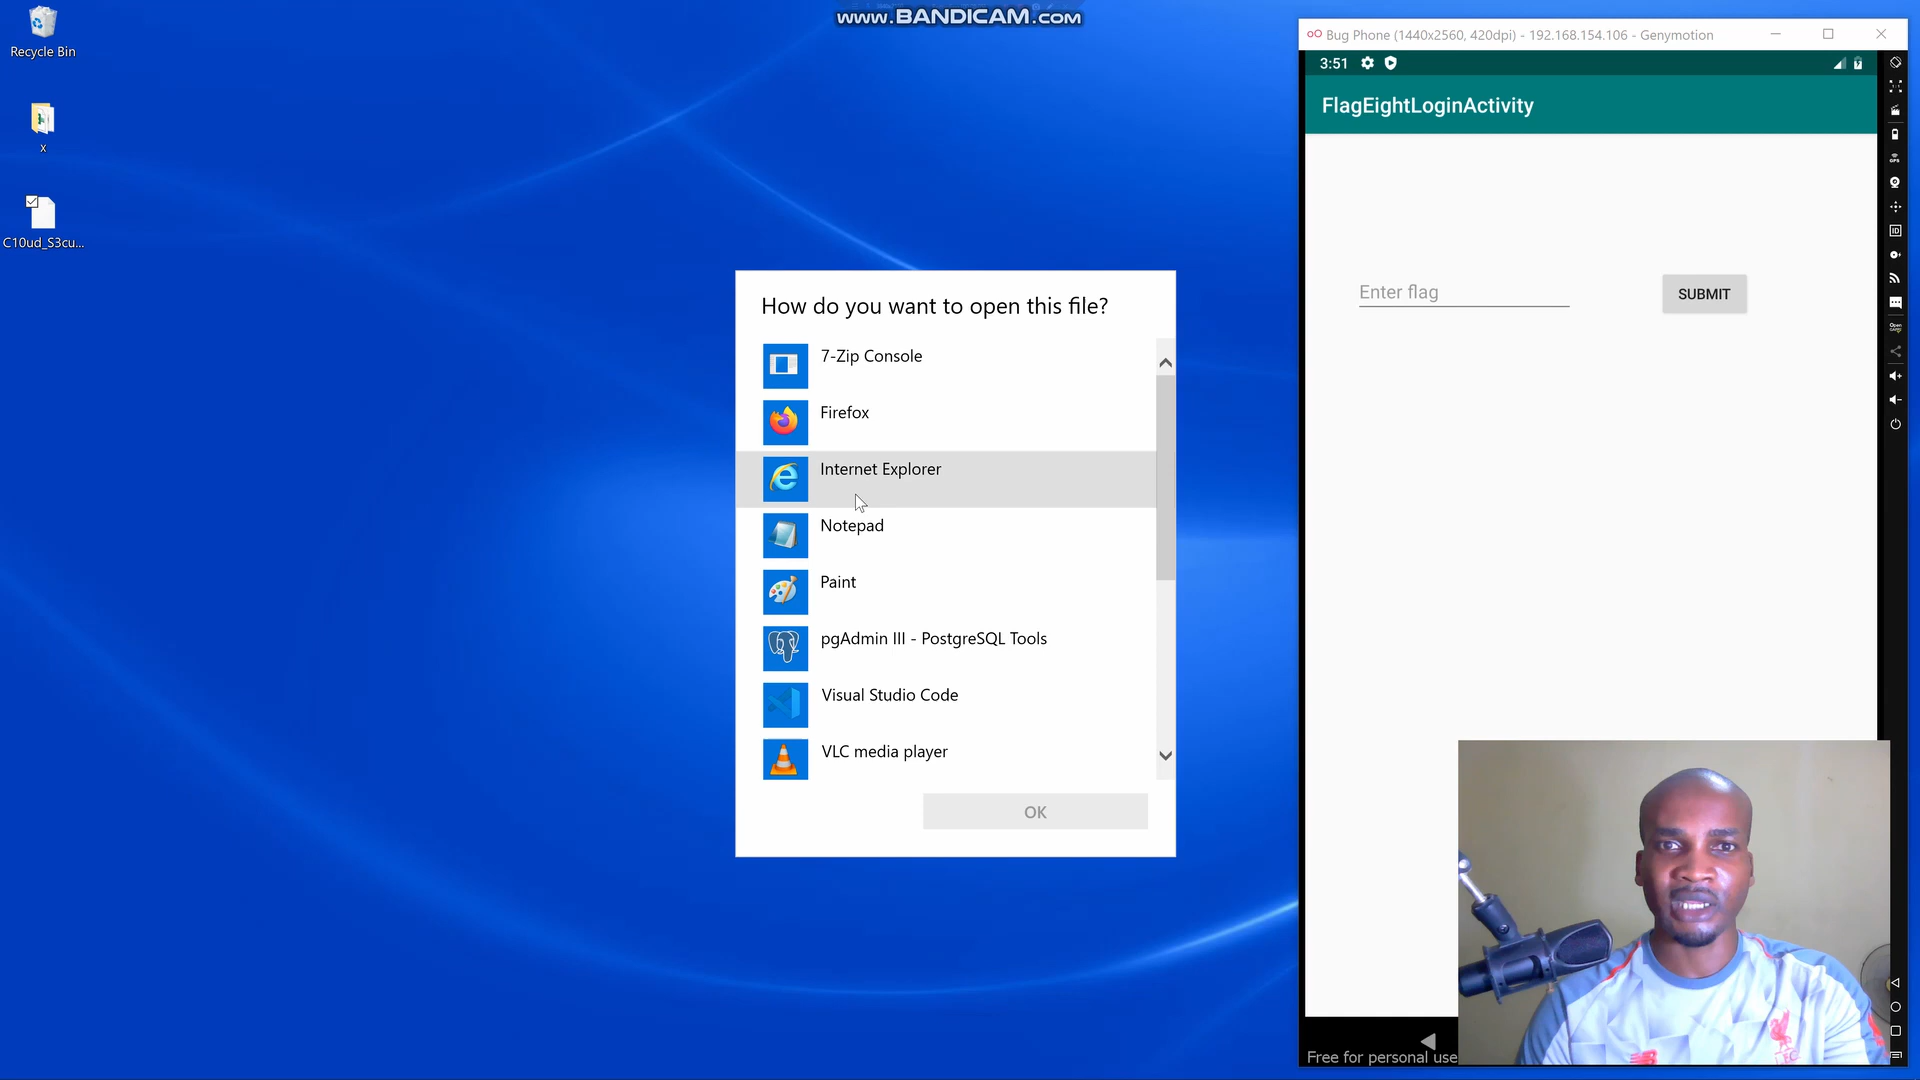 www.BANDICAM.com
Recycle Bin
x
C10ud_S3cu...
How do you want to open this file?
7-Zip Console
Firefox
Internet Explorer
Notepad
Paint
pgAdmin III - PostgreSQL Tools
Visual Studio Code
VLC media player
OK
Bug Phone (1440x2560, 420dpi) - 192.168.154.106 - Genymotion
3:51
FlagEightLoginActivity
Enter flag
SUBMIT
GPS
ID
Free for personal use